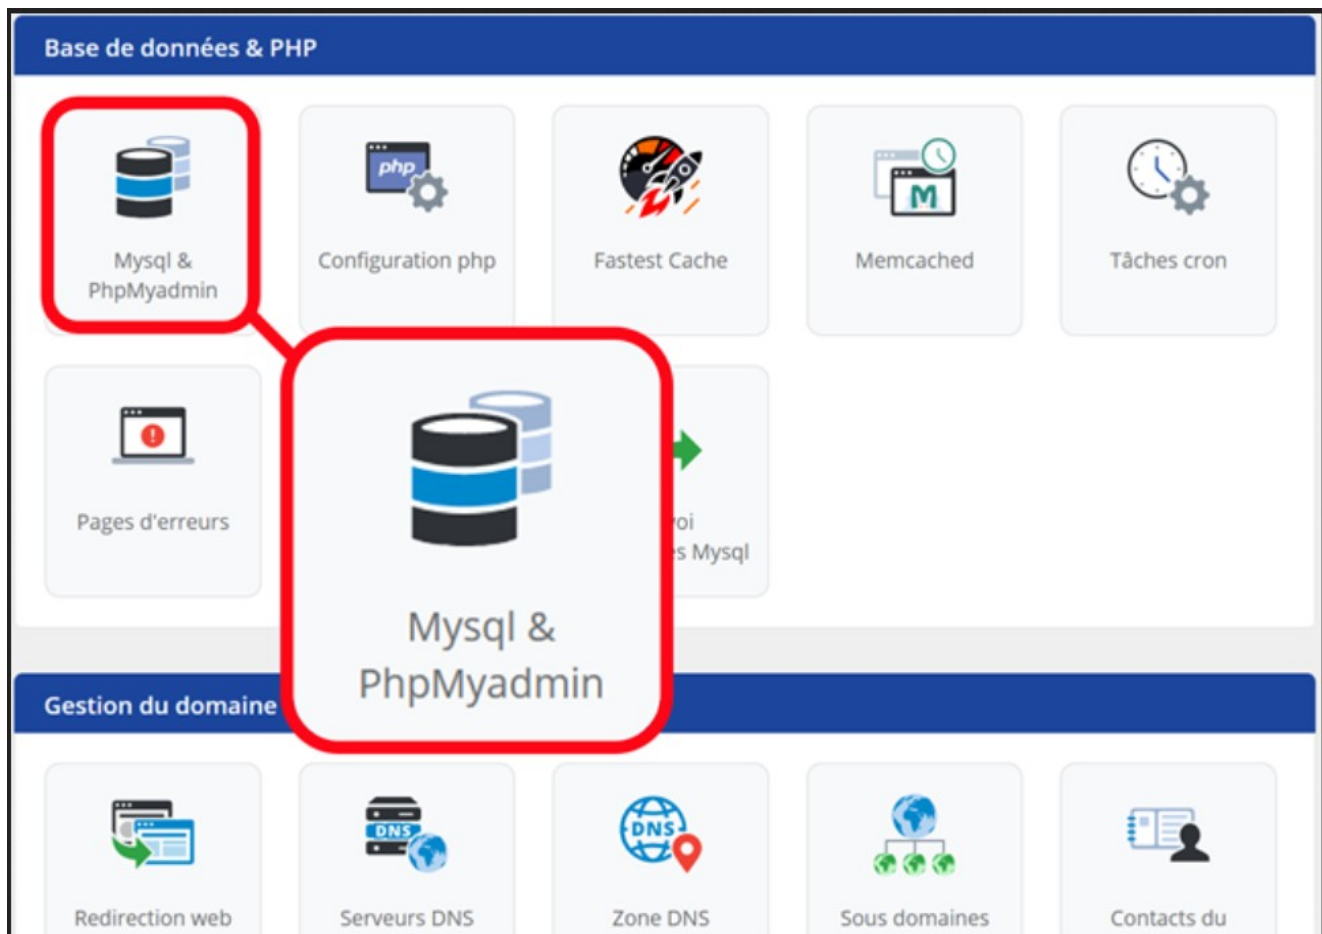 Base de données & PHP
php
M
Mysql &
PhpMyadmin
Configuration php
Fastest Cache
Memcached
Tâches cron
!
Pages d'erreurs
Mysql
Mysql &
PhpMyadmin
Gestion du domaine
DNS
DNS
Redirection web
Serveurs DNS
Zone DNS
Sous domaines
Contacts du